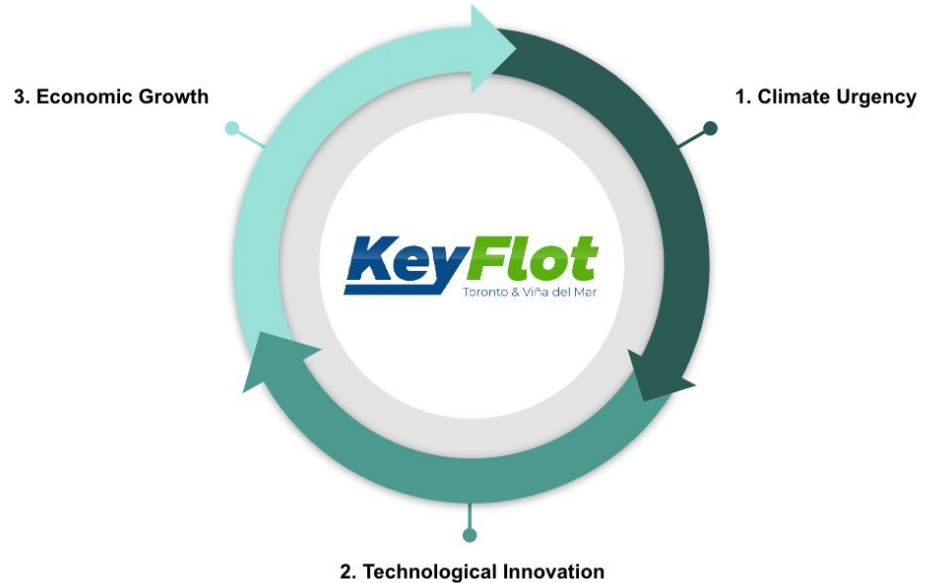 3. Economic Growth
1. Climate Urgency
KeyFlot
Toronto & Viña del Mar
2. Technological Innovation